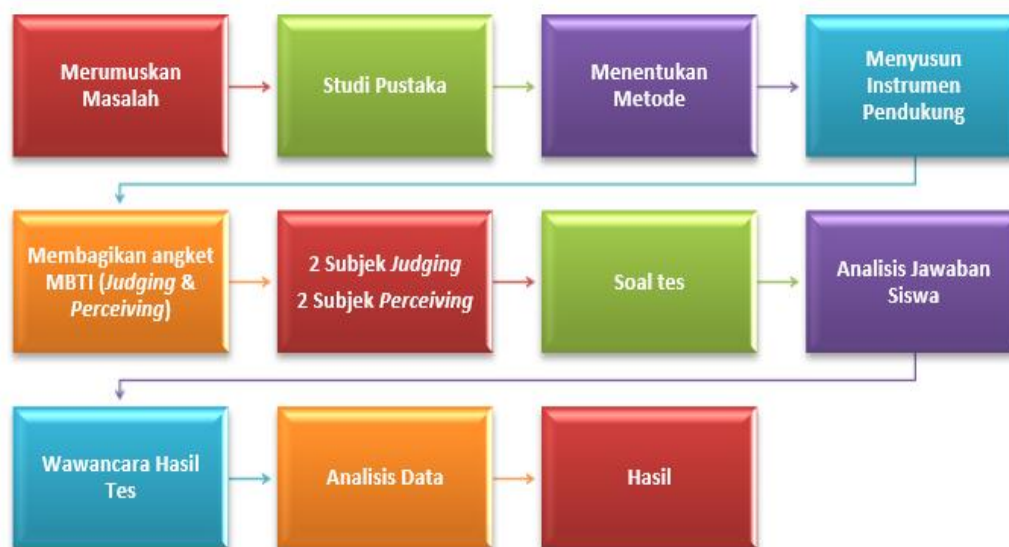 Merumuskan
Masalah
Studi Pustaka
Menentukan
Metode
Menyusun
Instrumen
Pendukung
Membagikan angket
MBTI (Judging &
Perceiving)
2 Subjek Judging
2 Subjek Perceiving
Soal tes
Analisis Jawaban
Siswa
Wawancara Hasil
Tes
Analisis Data
Hasil